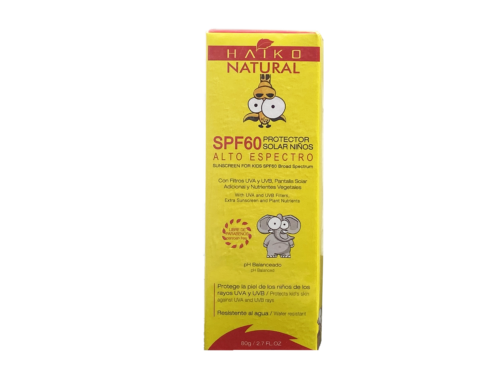 HAIKO
NATURAL
SPF60 PROTECTOR
SOLAR NIÑOS
ALTO ESPECTRO
SUNSCREEN FOR KIDS SPF60 Broad Spectrum
Con Filtros UVA y UVB, Pantalla Solar
Adicional y Nutrientes Vegetales
With UVA and UVB Filters,
Extra Sunscreen and Plant Nutrients
LIBRE DE
PARABENOS
pH Balanceado
pH Balanced
Protege la piel de los niños de los
rayos UVA y UVB / Protects kid's skin
against UVA and UVB rays
Resistente al agua / Water resistant
80g / 2.7 FL.OZ